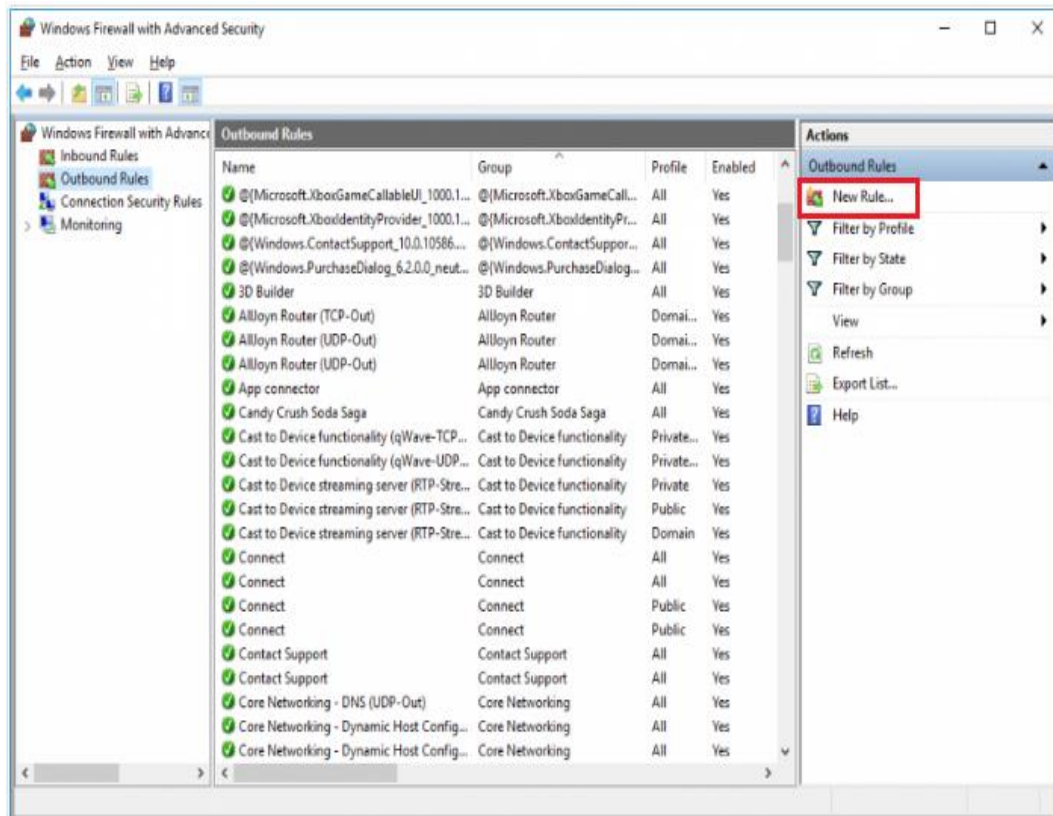 Windows Firewall with Advanced Security
File Action View Help
Windows Firewall with Advance
Inbound Rules
Outbound Rules
Connection Security Rules
Monitoring
Outbound Rules
Name Group Profile Enabled
@{Microsoft.XboxGameCallableUI_1000.1... @{Microsoft.XboxGameCall... All Yes
@{Microsoft.XboxIdentityProvider_1000.1... @{Microsoft.XboxIdentityPr... All Yes
@{Windows.ContactSupport_10.0.10586.... @{Windows.ContactSuppor... All Yes
@{Windows.PurchaseDialog_6.2.0.0_neut... @{Windows.PurchaseDialog... All Yes
3D Builder 3D Builder All Yes
AllJoyn Router (TCP-Out) AllJoyn Router Domai... Yes
AllJoyn Router (UDP-Out) AllJoyn Router Domai... Yes
AllJoyn Router (UDP-Out) AllJoyn Router Domai... Yes
App connector App connector All Yes
Candy Crush Soda Saga Candy Crush Soda Saga All Yes
Cast to Device functionality (qWave-TCP... Cast to Device functionality Private... Yes
Cast to Device functionality (qWave-UDP... Cast to Device functionality Private... Yes
Cast to Device streaming server (RTP-Stre... Cast to Device functionality Private Yes
Cast to Device streaming server (RTP-Stre... Cast to Device functionality Public Yes
Cast to Device streaming server (RTP-Stre... Cast to Device functionality Domain Yes
Connect Connect All Yes
Connect Connect All Yes
Connect Connect Public Yes
Connect Connect Public Yes
Contact Support Contact Support All Yes
Contact Support Contact Support All Yes
Core Networking - DNS (UDP-Out) Core Networking All Yes
Core Networking - Dynamic Host Config... Core Networking All Yes
Core Networking - Dynamic Host Config... Core Networking All Yes
Actions
Outbound Rules
New Rule...
Filter by Profile
Filter by State
Filter by Group
View
Refresh
Export List...
Help